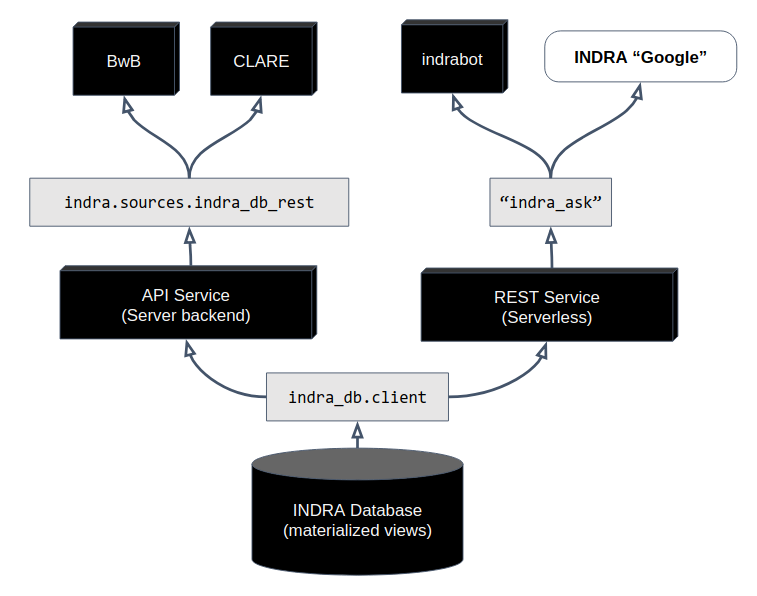 BwB
CLARE
indrabot
INDRA “Google”
indra.sources.indra_db_rest
“indra_ask”
API Service
(Server backend)
REST Service
(Serverless)
indra_db.client
INDRA Database
(materialized views)